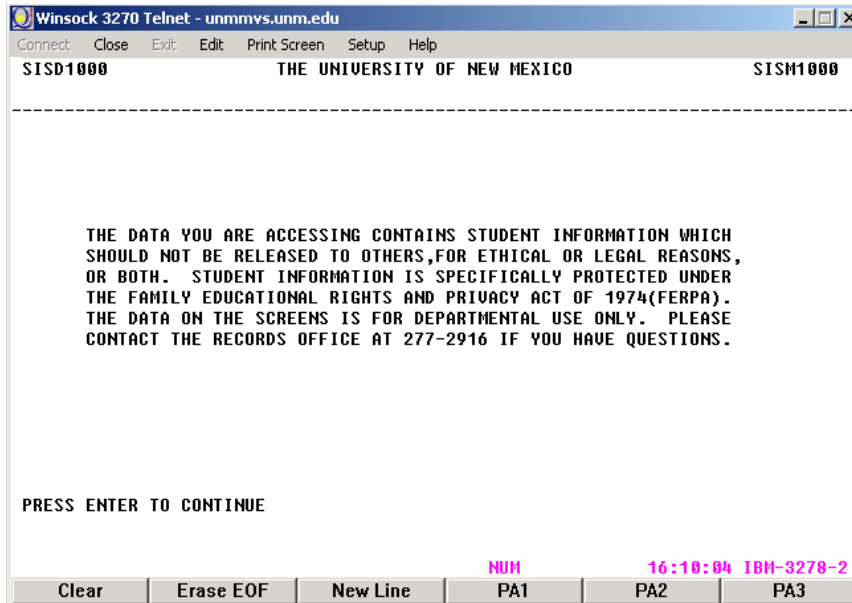 Winsock 3270 Telnet - unmmvs.unm.edu
Connect Close Exit Edit Print Screen Setup Help
SISD1000 THE UNIVERSITY OF NEW MEXICO SISM1000
THE DATA YOU ARE ACCESSING CONTAINS STUDENT INFORMATION WHICH
SHOULD NOT BE RELEASED TO OTHERS,FOR ETHICAL OR LEGAL REASONS,
OR BOTH. STUDENT INFORMATION IS SPECIFICALLY PROTECTED UNDER
THE FAMILY EDUCATIONAL RIGHTS AND PRIVACY ACT OF 1974(FERPA).
THE DATA ON THE SCREENS IS FOR DEPARTMENTAL USE ONLY. PLEASE
CONTACT THE RECORDS OFFICE AT 277-2916 IF YOU HAVE QUESTIONS.
PRESS ENTER TO CONTINUE
NUM 16:10:04 IBM-3278-2
Clear Erase EOF New Line PA1 PA2 PA3